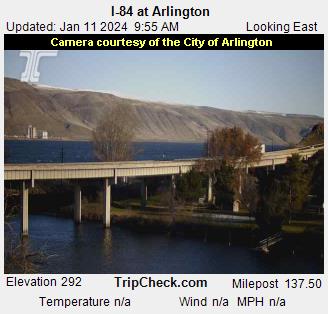 I-84 at Arlington
Updated: Jan 11 2024 9:55 AM Looking East
Camera courtesy of the City of Arlington
Elevation 292 TripCheck.com Milepost 137.50
Temperature n/a Wind n/a MPH n/a